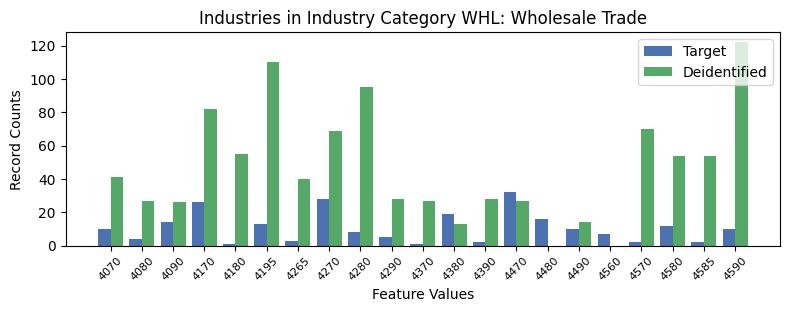 Industries in Industry Category WHL: Wholesale Trade
Target
Deidentified
Record Counts
120
100
80
60
40
20
0
4070 4080 4090 4170 4180 4195 4265 4270 4280 4290 4370 4380 4390 4470 4480 4490 4560 4570 4580 4585 4590
Feature Values